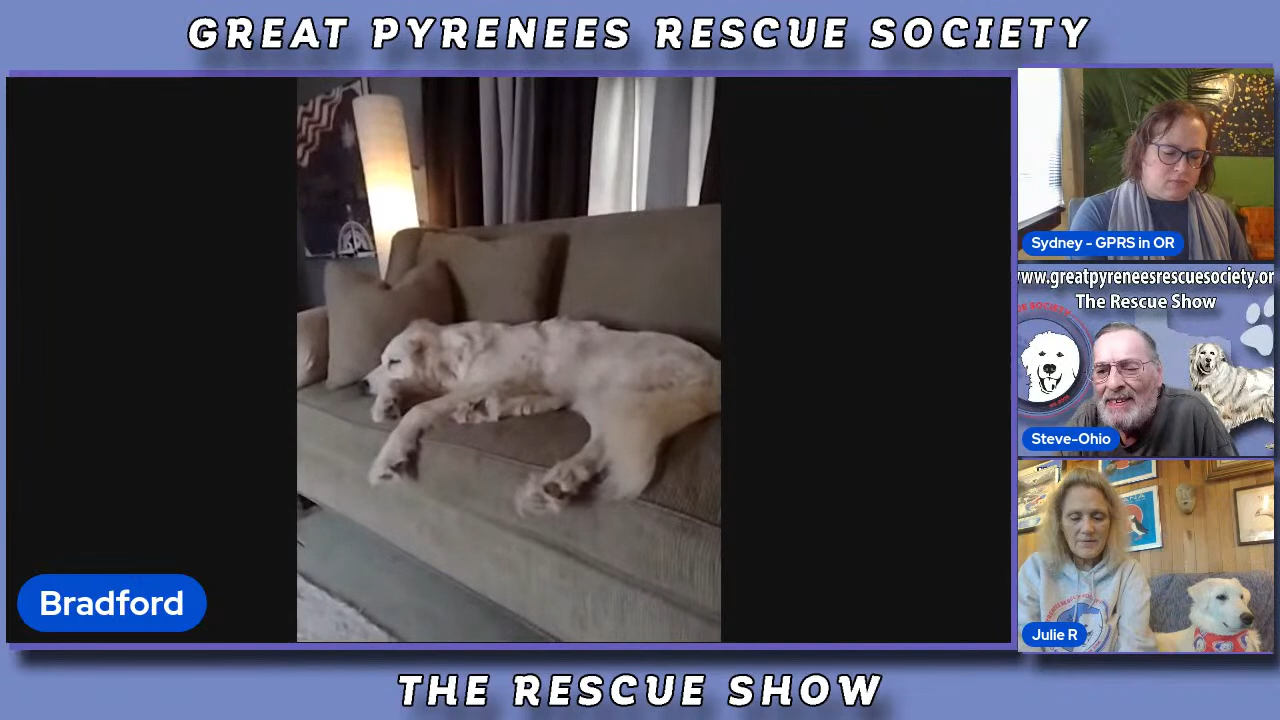 GREAT PYRENEES RESCUE SOCIETY
Sydney - GPRS in OR
www.greatpyreneesrescuesociety.or
The Rescue Show
Steve-Ohio
Bradford
Julie R
THE RESCUE SHOW